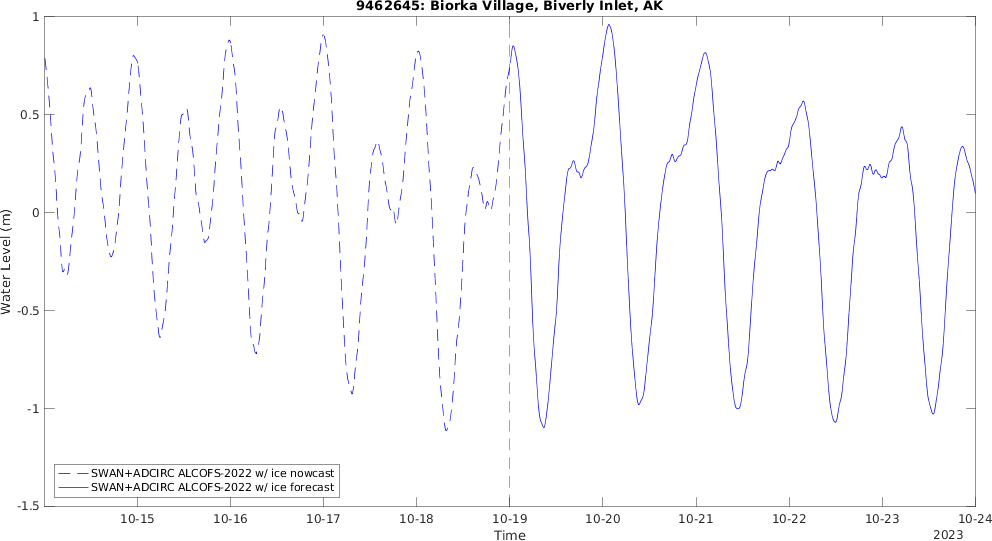 9462645: Biorka Village, Biverly Inlet, AK
Water Level (m)
1
0.5
0
-0.5
-1
-1.5
SWAN+ADCIRC ALCOFS-2022 w/ ice nowcast
SWAN+ADCIRC ALCOFS-2022 w/ ice forecast
10-15 10-16 10-17 10-18 10-19 10-20 10-21 10-22 10-23 10-24
Time
2023